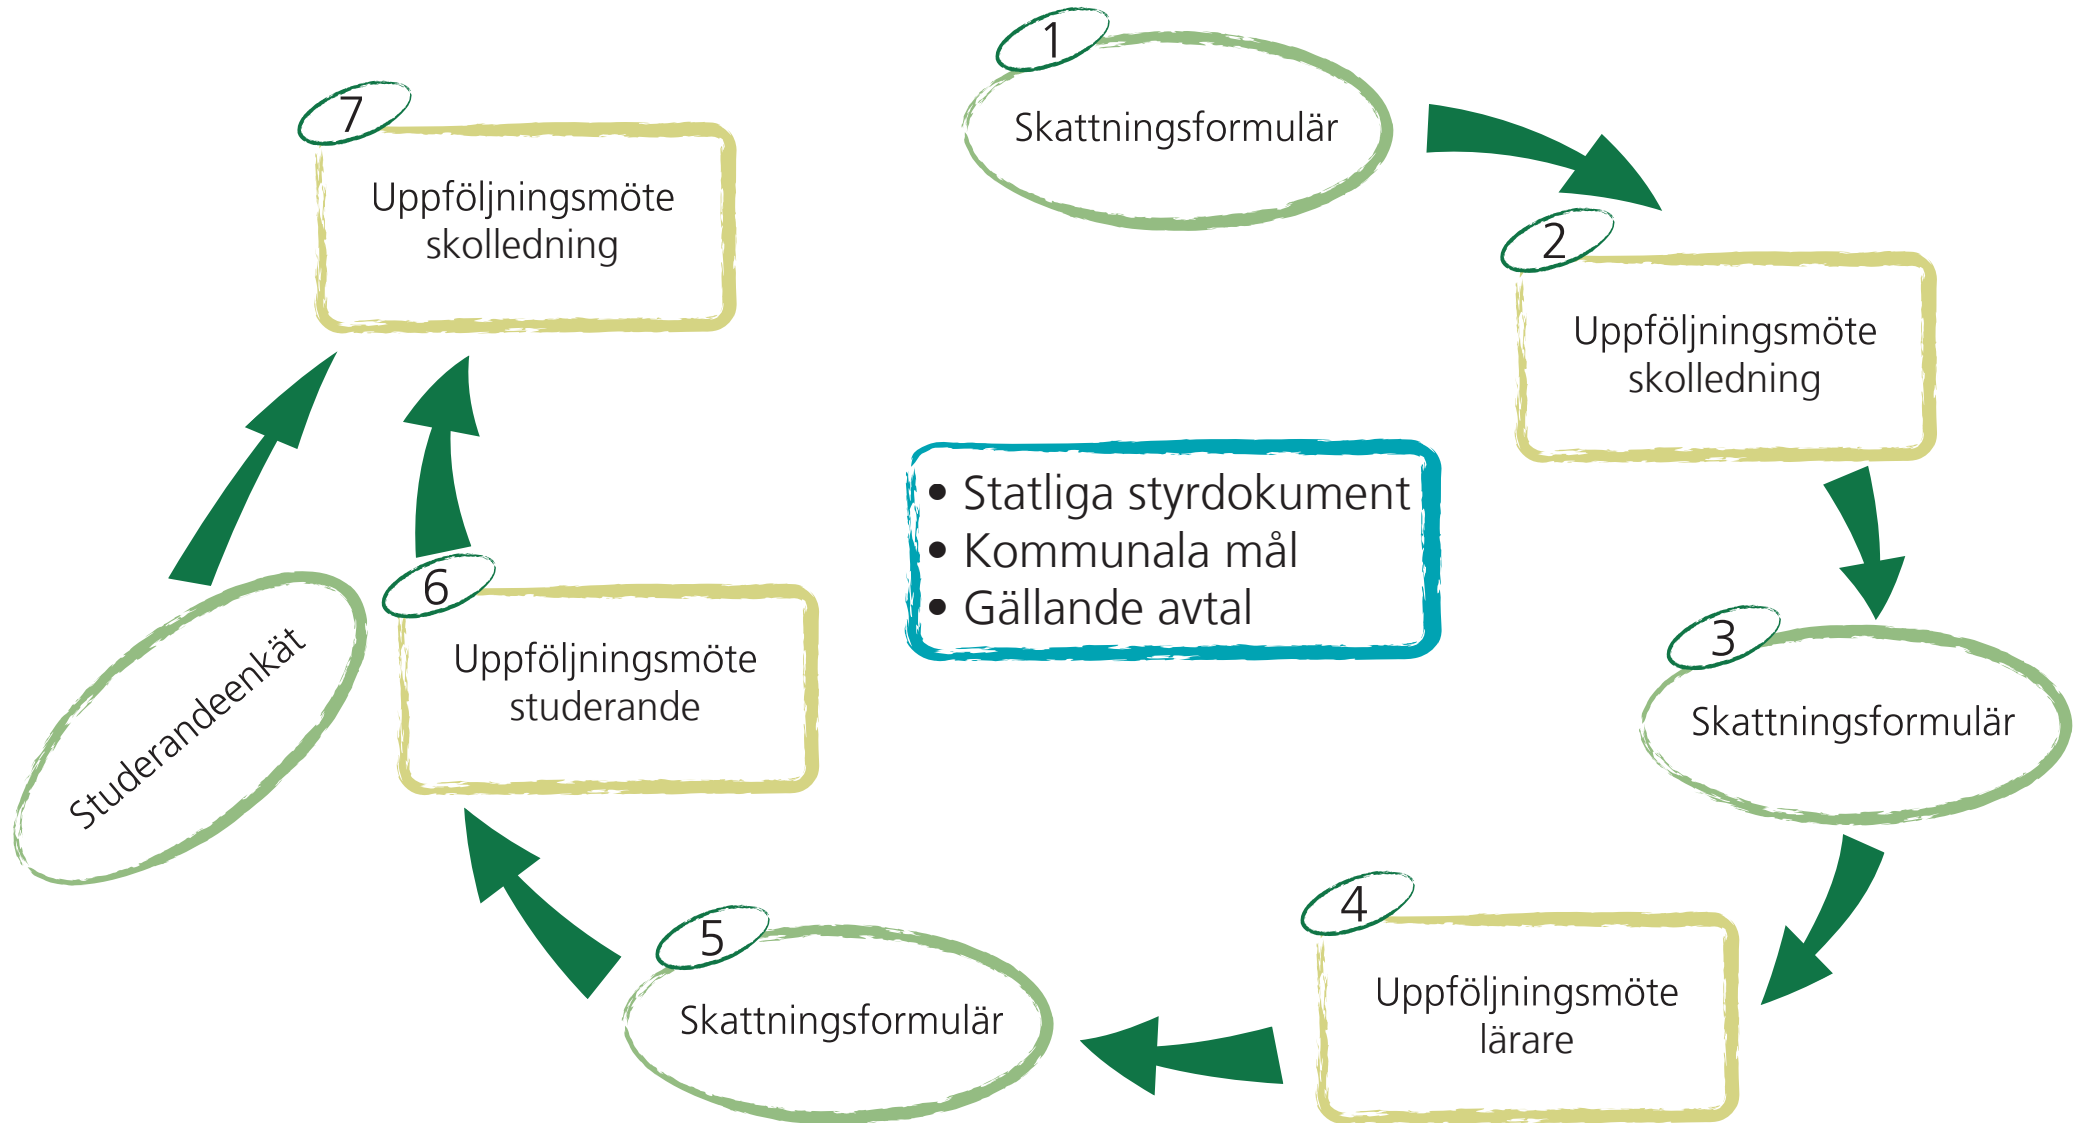 1
Skattningsformulär
2
Uppföljningsmöte
skolledning
3
Skattningsformulär
4
Uppföljningsmöte
lärare
5
Skattningsformulär
6
Uppföljningsmöte
studerande
Studerandeenkät
7
Uppföljningsmöte
skolledning
• Statliga styrdokument
• Kommunala mål
• Gällande avtal